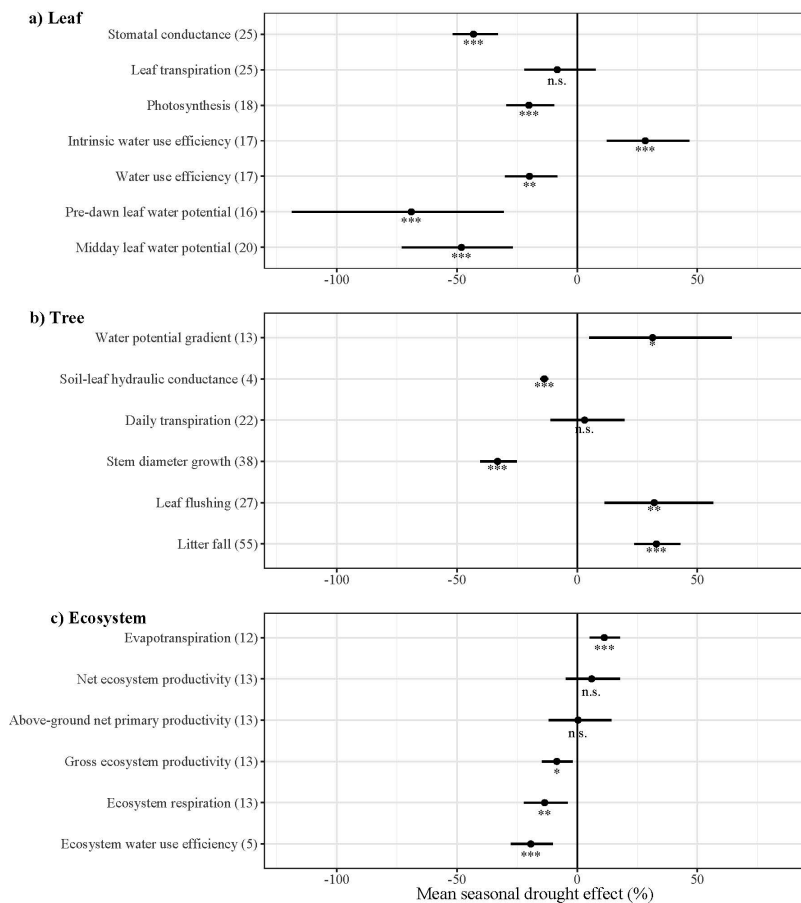 a) Leaf
Stomatal conductance (25)
***
Leaf transpiration (25)
n.s.
Photosynthesis (18)
***
Intrinsic water use efficiency (17)
***
Water use efficiency (17)
**
Pre-dawn leaf water potential (16)
***
Midday leaf water potential (20)
***
-100 -50 0 50
b) Tree
Water potential gradient (13)
*
Soil-leaf hydraulic conductance (4)
***
Daily transpiration (22)
n.s.
Stem diameter growth (38)
***
Leaf flushing (27)
**
Litter fall (55)
***
-100 -50 0 50
c) Ecosystem
Evapotranspiration (12)
***
Net ecosystem productivity (13)
n.s.
Above-ground net primary productivity (13)
n.s.
Gross ecosystem productivity (13)
*
Ecosystem respiration (13)
**
Ecosystem water use efficiency (5)
***
-100 -50 0 50
Mean seasonal drought effect (%)